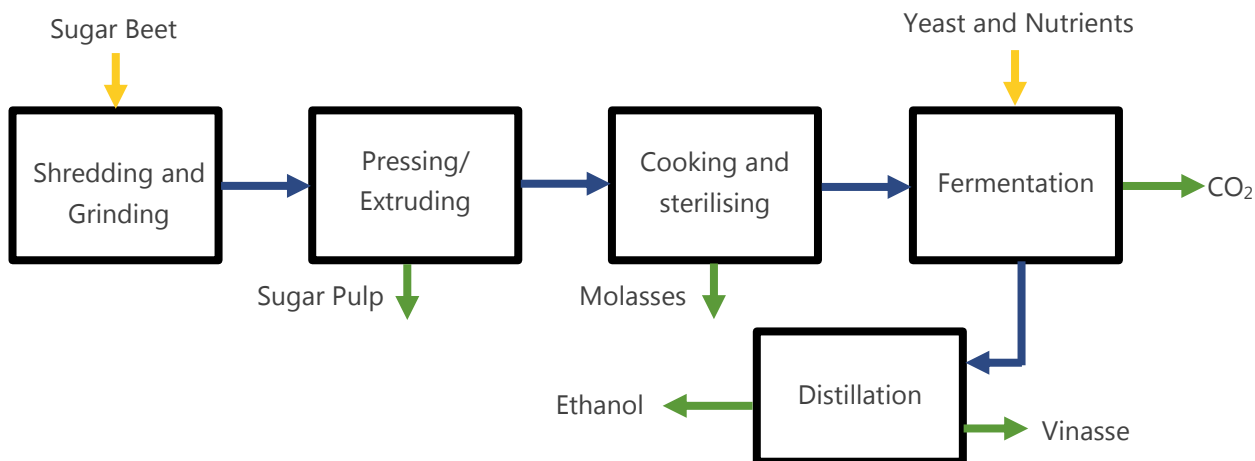 Sugar Beet
Yeast and Nutrients
Shredding and
Grinding
Pressing/
Extruding
Cooking and
sterilising
Fermentation
CO₂
Sugar Pulp
Molasses
Distillation
Ethanol
Vinasse